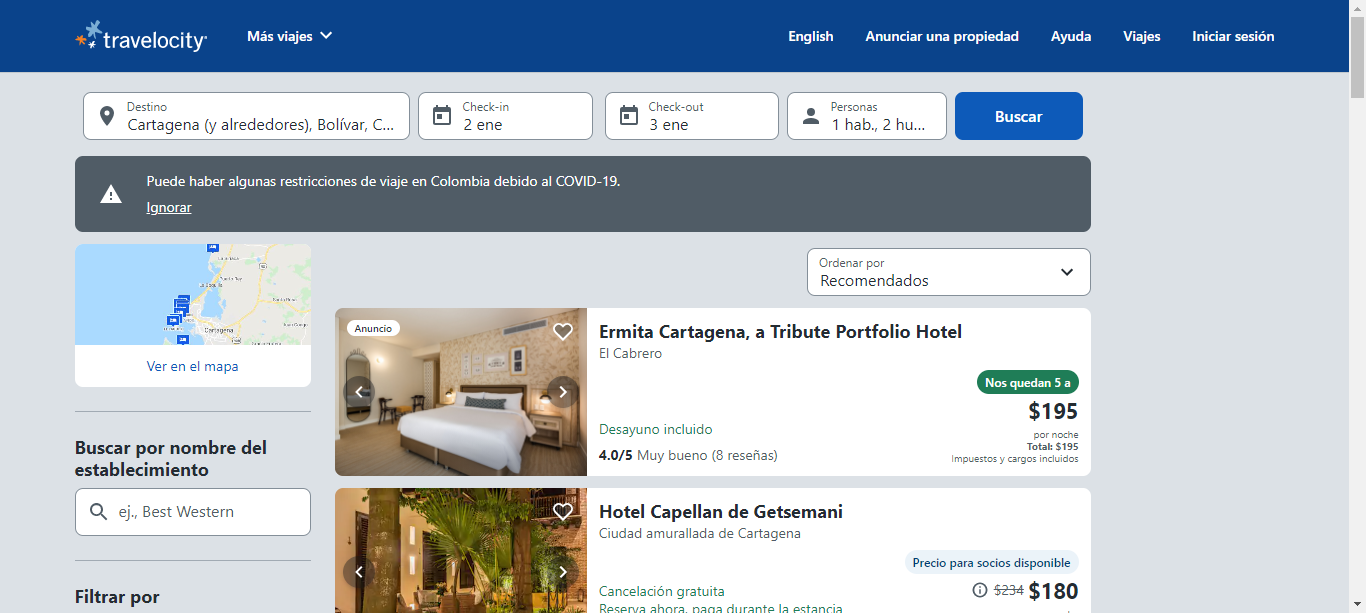 travelocity
Más viajes
English
Anunciar una propiedad
Ayuda
Viajes
Iniciar sesión
Destino
Cartagena (y alrededores), Bolívar, C...
Check-in
2 ene
Check-out
3 ene
Personas
1 hab., 2 hu...
Buscar
Puede haber algunas restricciones de viaje en Colombia debido al COVID-19.
Ignorar
Cartagena
Ver en el mapa
Ordenar por
Recomendados
Buscar por nombre del
establecimiento
ej., Best Western
Filtrar por
Anuncio
Ermita Cartagena, a Tribute Portfolio Hotel
El Cabrero
Nos quedan 5 a
$195
Desayuno incluido
por noche
Total: $195
4.0/5 Muy bueno (8 reseñas)
Impuestos y cargos incluidos
Hotel Capellan de Getsemani
Ciudad amurallada de Cartagena
Precio para socios disponible
Cancelación gratuita
$234 $180
Reserva ahora, paga durante la estancia